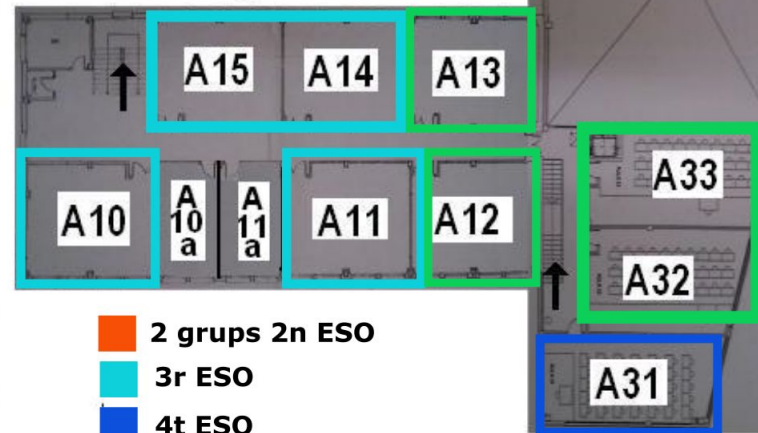 A15
A14
A13
A33
A10
A
10
a
A
11
a
A11
A12
A32
A31
2 grups 2n ESO
3r ESO
4t ESO